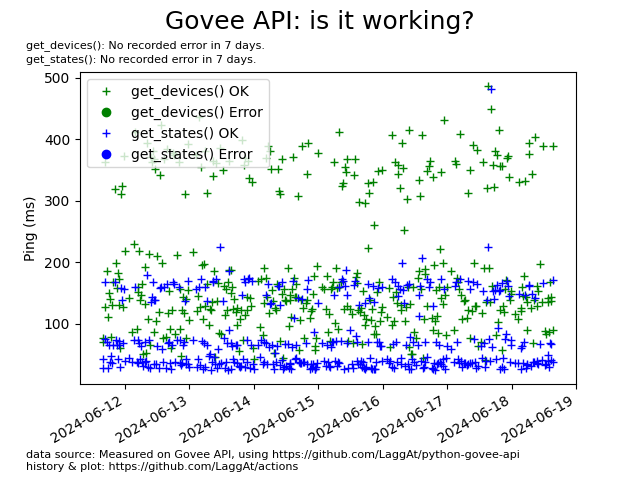 Govee API: is it working?
get_devices(): No recorded error in 7 days.
get_states(): No recorded error in 7 days.
500
400
300
200
100
Ping (ms)
get_devices() OK
get_devices() Error
get_states() OK
get_states() Error
2024-06-12
2024-06-13
2024-06-14
2024-06-15
2024-06-16
2024-06-17
2024-06-18
2024-06-19
data source: Measured on Govee API, using https://github.com/LaggAt/python-govee-api
history & plot: https://github.com/LaggAt/actions